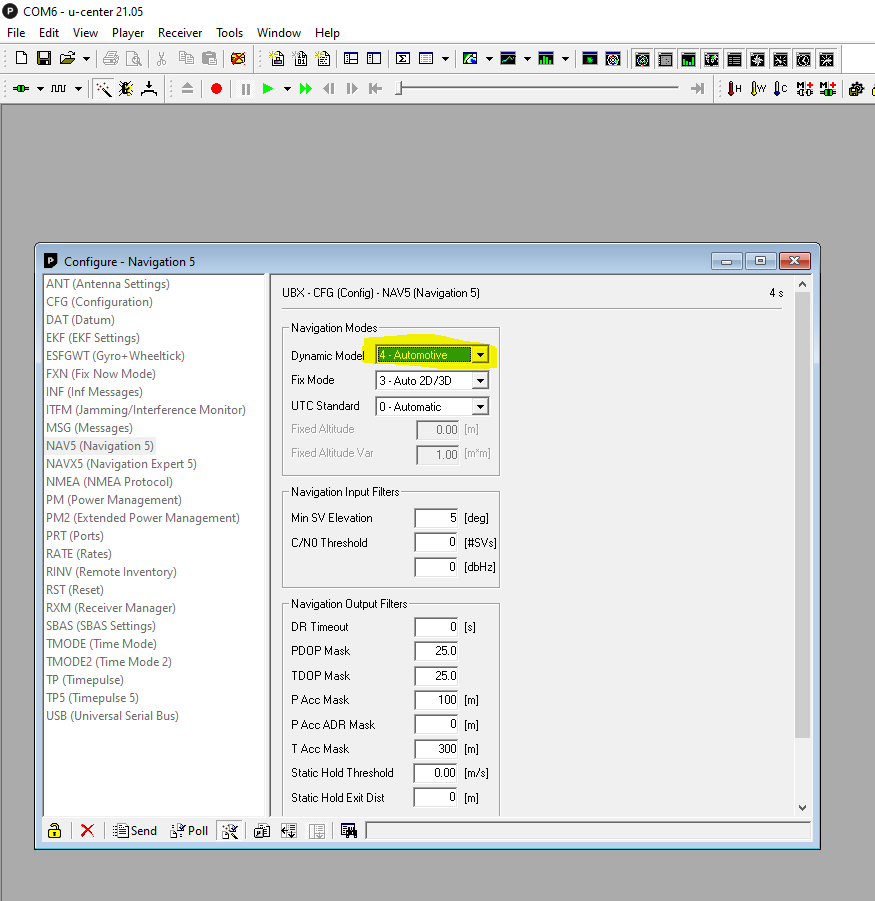 COM6 - u-center 21.05
File Edit View Player Receiver Tools Window Help
H W C
Configure - Navigation 5
ANT (Antenna Settings)
CFG (Configuration)
DAT (Datum)
EKF (EKF Settings)
ESFGWT (Gyro+Wheeltick)
FXN (Fix Now Mode)
INF (Inf Messages)
ITFM (Jamming/Interference Monitor)
MSG (Messages)
NAV5 (Navigation 5)
NAVX5 (Navigation Expert 5)
NMEA (NMEA Protocol)
PM (Power Management)
PM2 (Extended Power Management)
PRT (Ports)
RATE (Rates)
RINV (Remote Inventory)
RST (Reset)
RXM (Receiver Manager)
SBAS (SBAS Settings)
TMODE (Time Mode)
TMODE2 (Time Mode 2)
TP (Timepulse)
TP5 (Timepulse 5)
USB (Universal Serial Bus)
UBX - CFG (Config) - NAV5 (Navigation 5) 4 s
Navigation Modes
Dynamic Model 4 - Automotive
Fix Mode 3 - Auto 2D/3D
UTC Standard 0 - Automatic
Fixed Altitude 0.00 [m]
Fixed Altitude Var 1.00 [m*m]
Navigation Input Filters
Min SV Elevation 5 [deg]
C/N0 Threshold 0 [#SVs]
0 [dbHz]
Navigation Output Filters
DR Timeout 0 [s]
PDOP Mask 25.0
TDOP Mask 25.0
P Acc Mask 100 [m]
P Acc ADR Mask 0 [m]
T Acc Mask 300 [m]
Static Hold Threshold 0.00 [m/s]
Static Hold Exit Dist 0 [m]
Send Poll